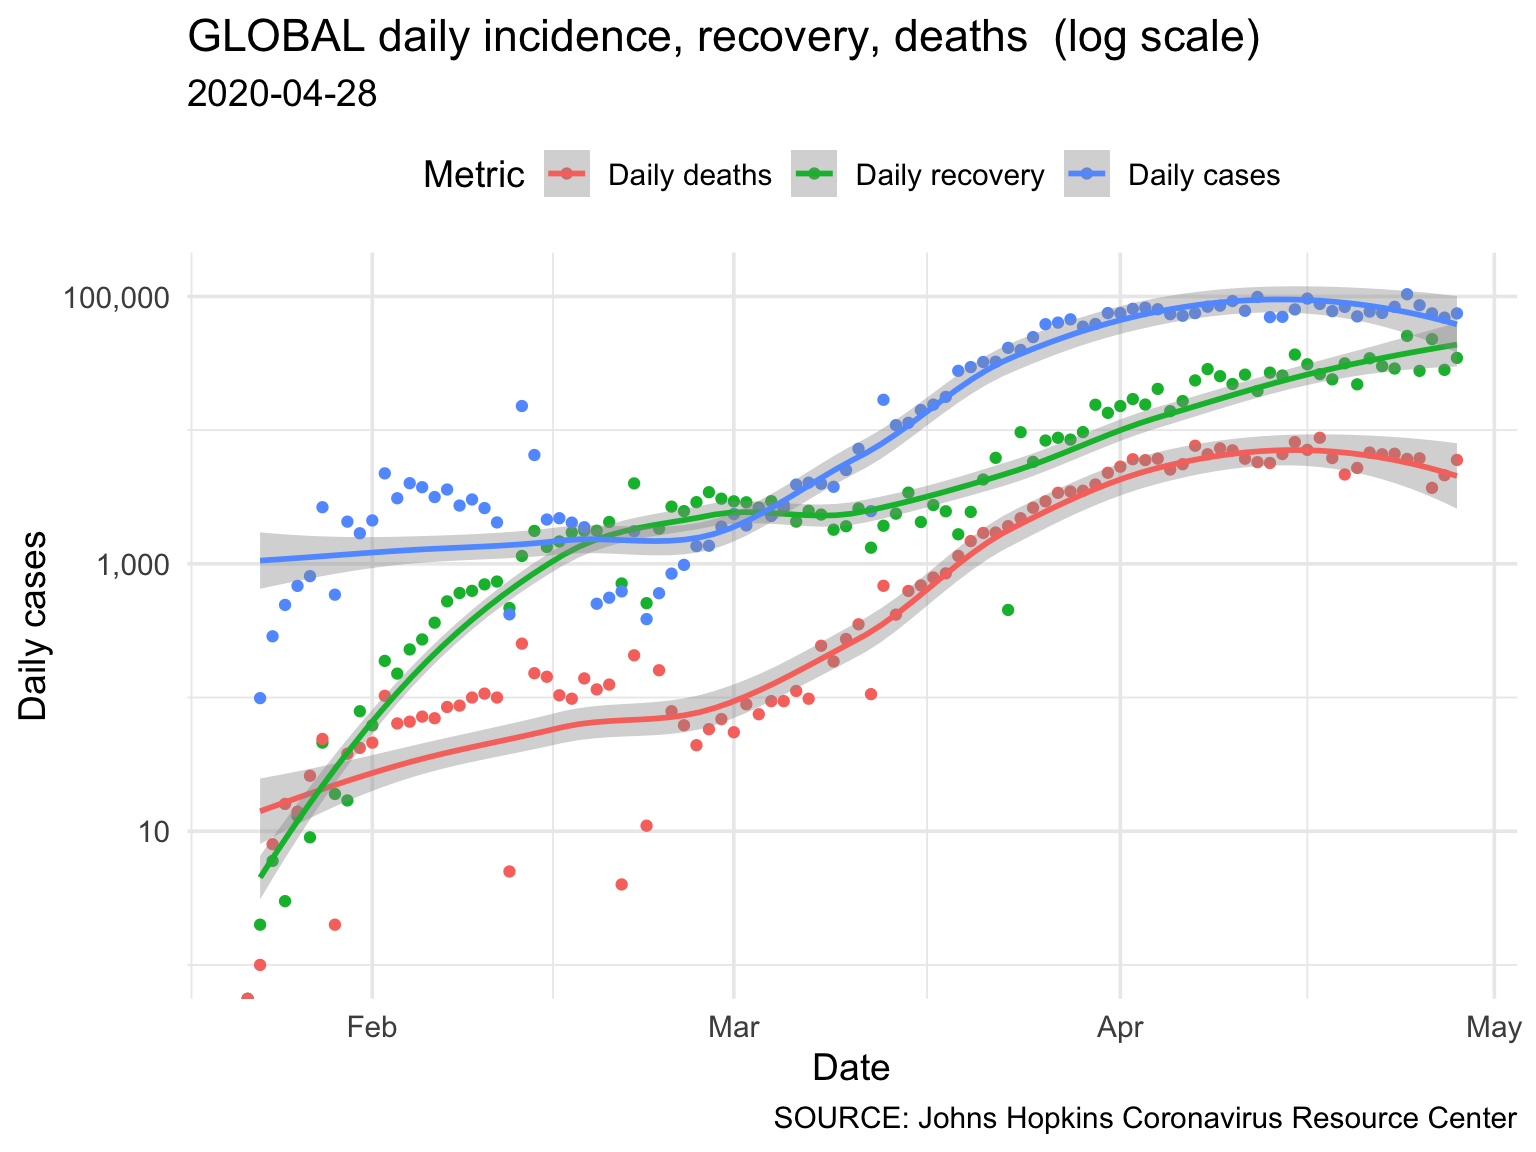 GLOBAL daily incidence, recovery, deaths  (log scale)
2020-04-28
Metric Daily deaths Daily recovery Daily cases
100,000
1,000
10
Daily cases
Feb Mar Apr May
Date
SOURCE: Johns Hopkins Coronavirus Resource Center